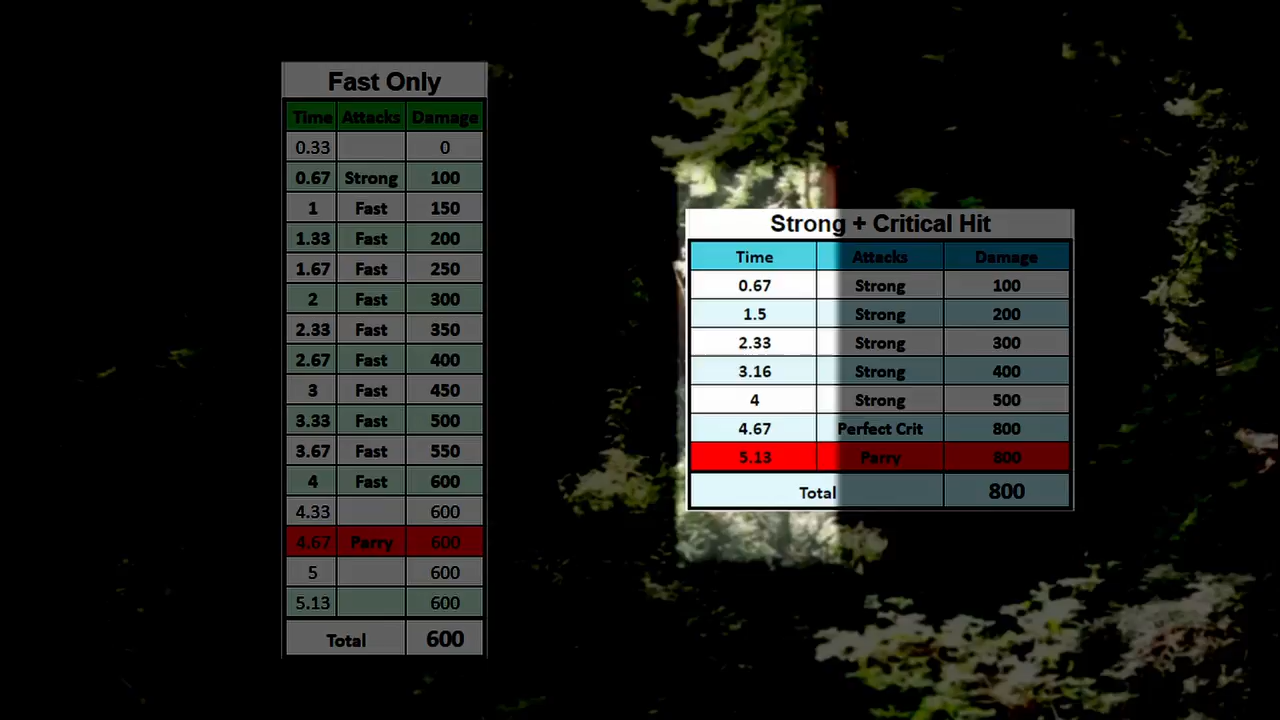 Fast Only
Time Attacks Damage
0.33 0
0.67 Strong 100
1 Fast 150
1.33 Fast 200
1.67 Fast 250
2 Fast 300
2.33 Fast 350
2.67 Fast 400
3 Fast 450
3.33 Fast 500
3.67 Fast 550
4 Fast 600
4.33 600
4.67 Parry 600
5 600
5.13 600
Total 600
Strong + Critical Hit
Time Attacks Damage
0.67 Strong 100
1.5 Strong 200
2.33 Strong 300
3.16 Strong 400
4 Strong 500
4.67 Perfect Crit 800
5.13 Parry 800
Total 800